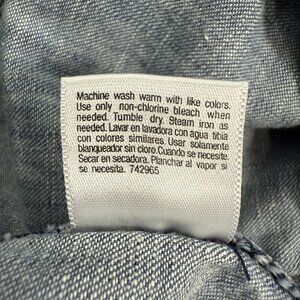 Machine wash warm with like colors.
Use only non-chlorine bleach when
needed. Tumble dry. Steam iron as
needed. Lavar en lavadora con agua tibia
con colores similares. Usar solamente
blanqueador sin cloro.Cuando se necesite.
Secar en secadora. Planchar al vapor si
se necesita. 742965